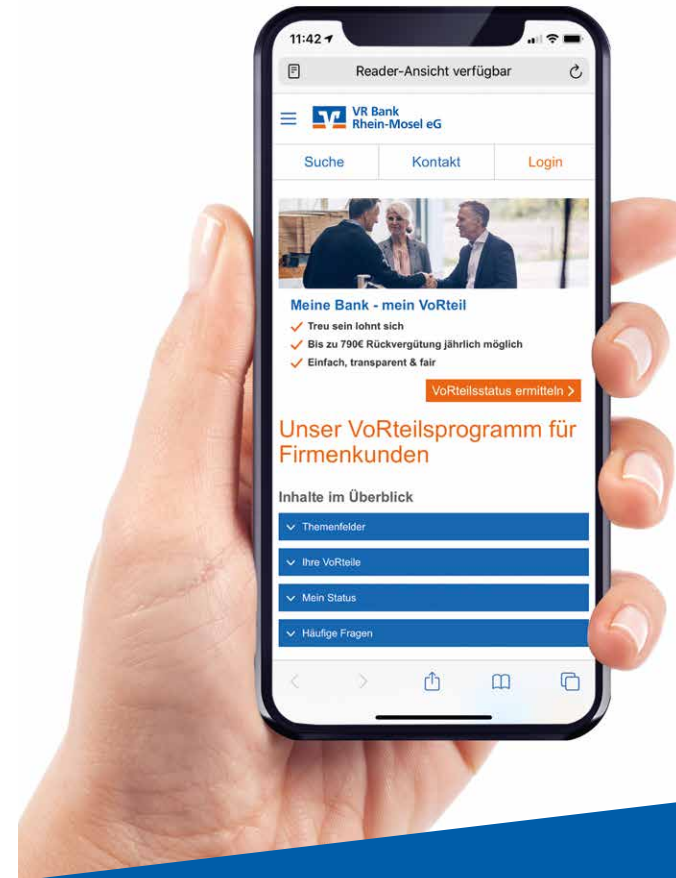 11:42
Reader-Ansicht verfügbar
VR Bank
Rhein-Mosel eG
Suche Kontakt Login
Meine Bank - mein VoRteil
Treu sein lohnt sich
Bis zu 790€ Rückvergütung jährlich möglich
Einfach, transparent & fair
VoRteilsstatus ermitteln
Unser VoRteilsprogramm für
Firmenkunden
Inhalte im Überblick
Themenfelder
Ihre VoRteile
Mein Status
Häufige Fragen